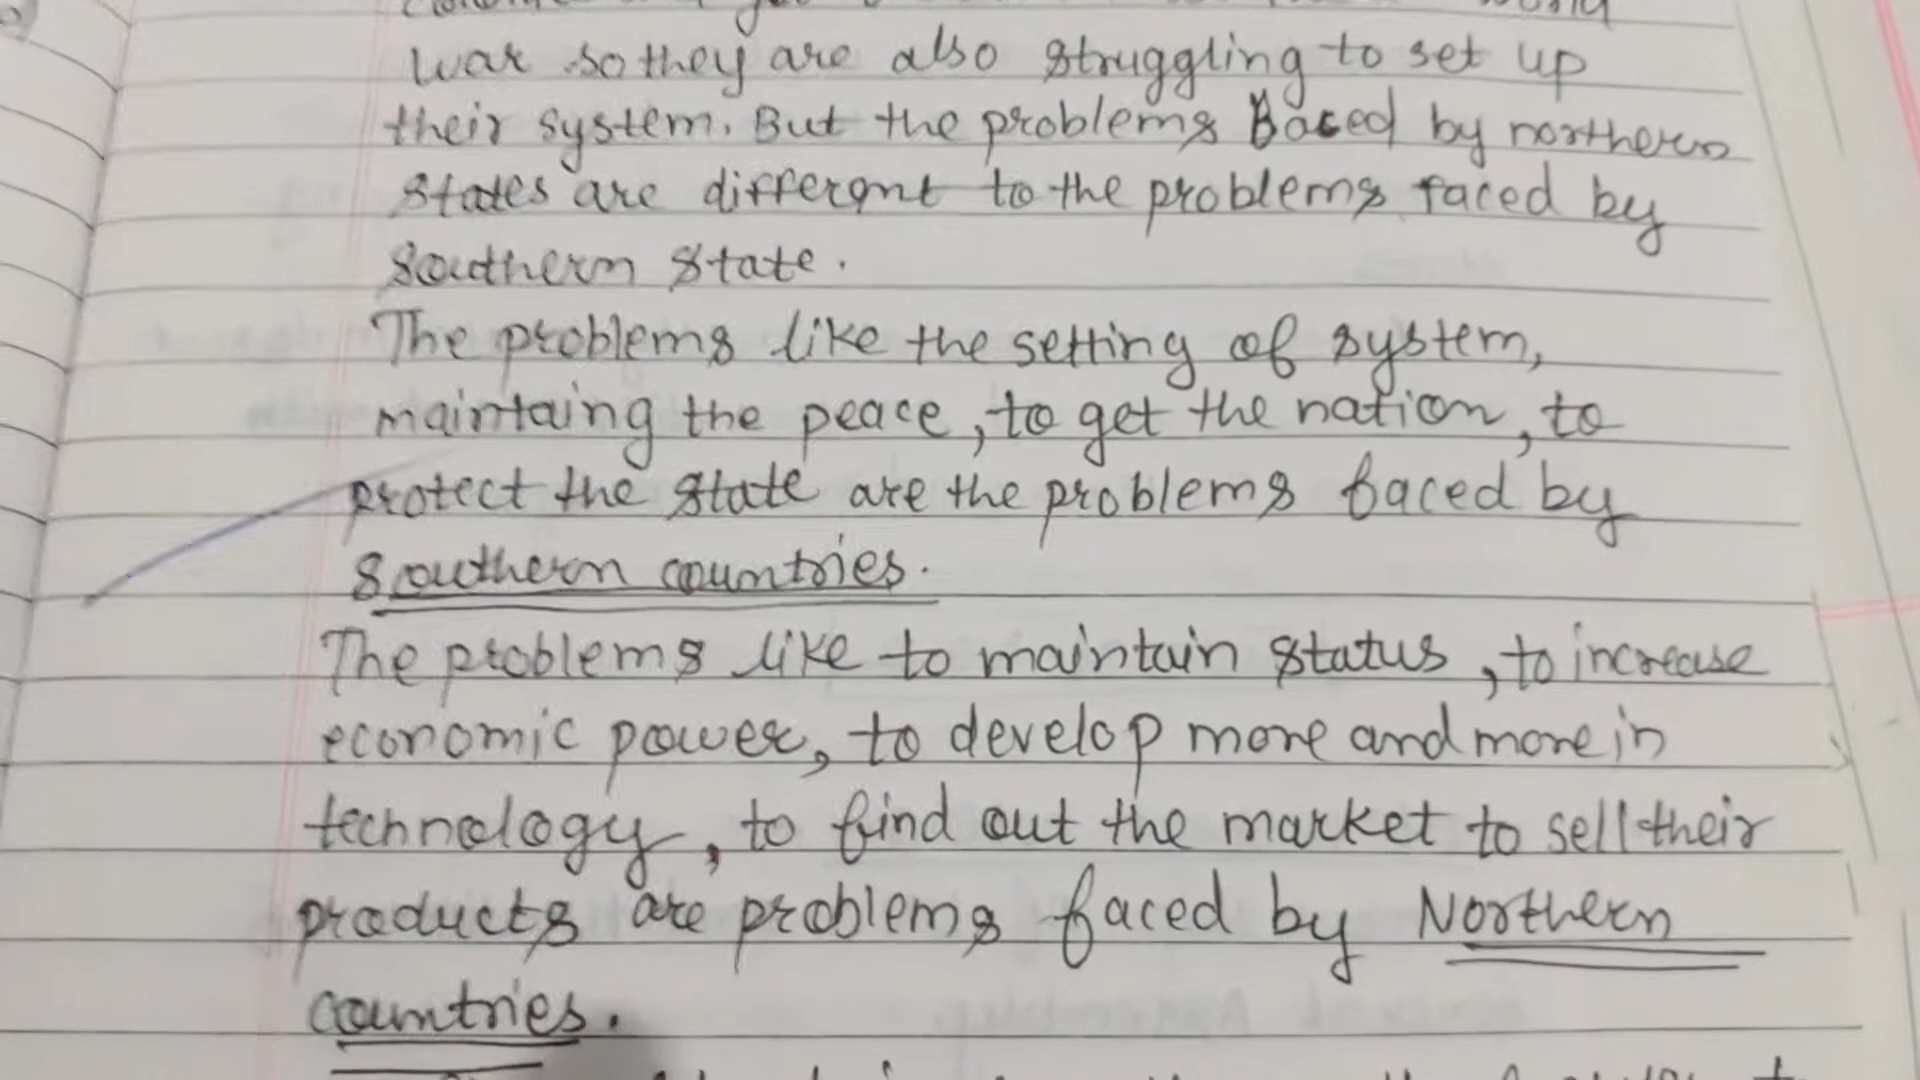 war so they are also struggling to set up
their system. But the problems Baced by northern
states are different to the problems faced by
southern state.
The problems like the setting of system,
maintaing the peace, to get the nation, to
protect the state are the problems faced by
southern countries.
The problems like to maintain status, to increase
economic power, to develop more and more in
technology, to find out the market to sell their
products are problems faced by Northern
countries.